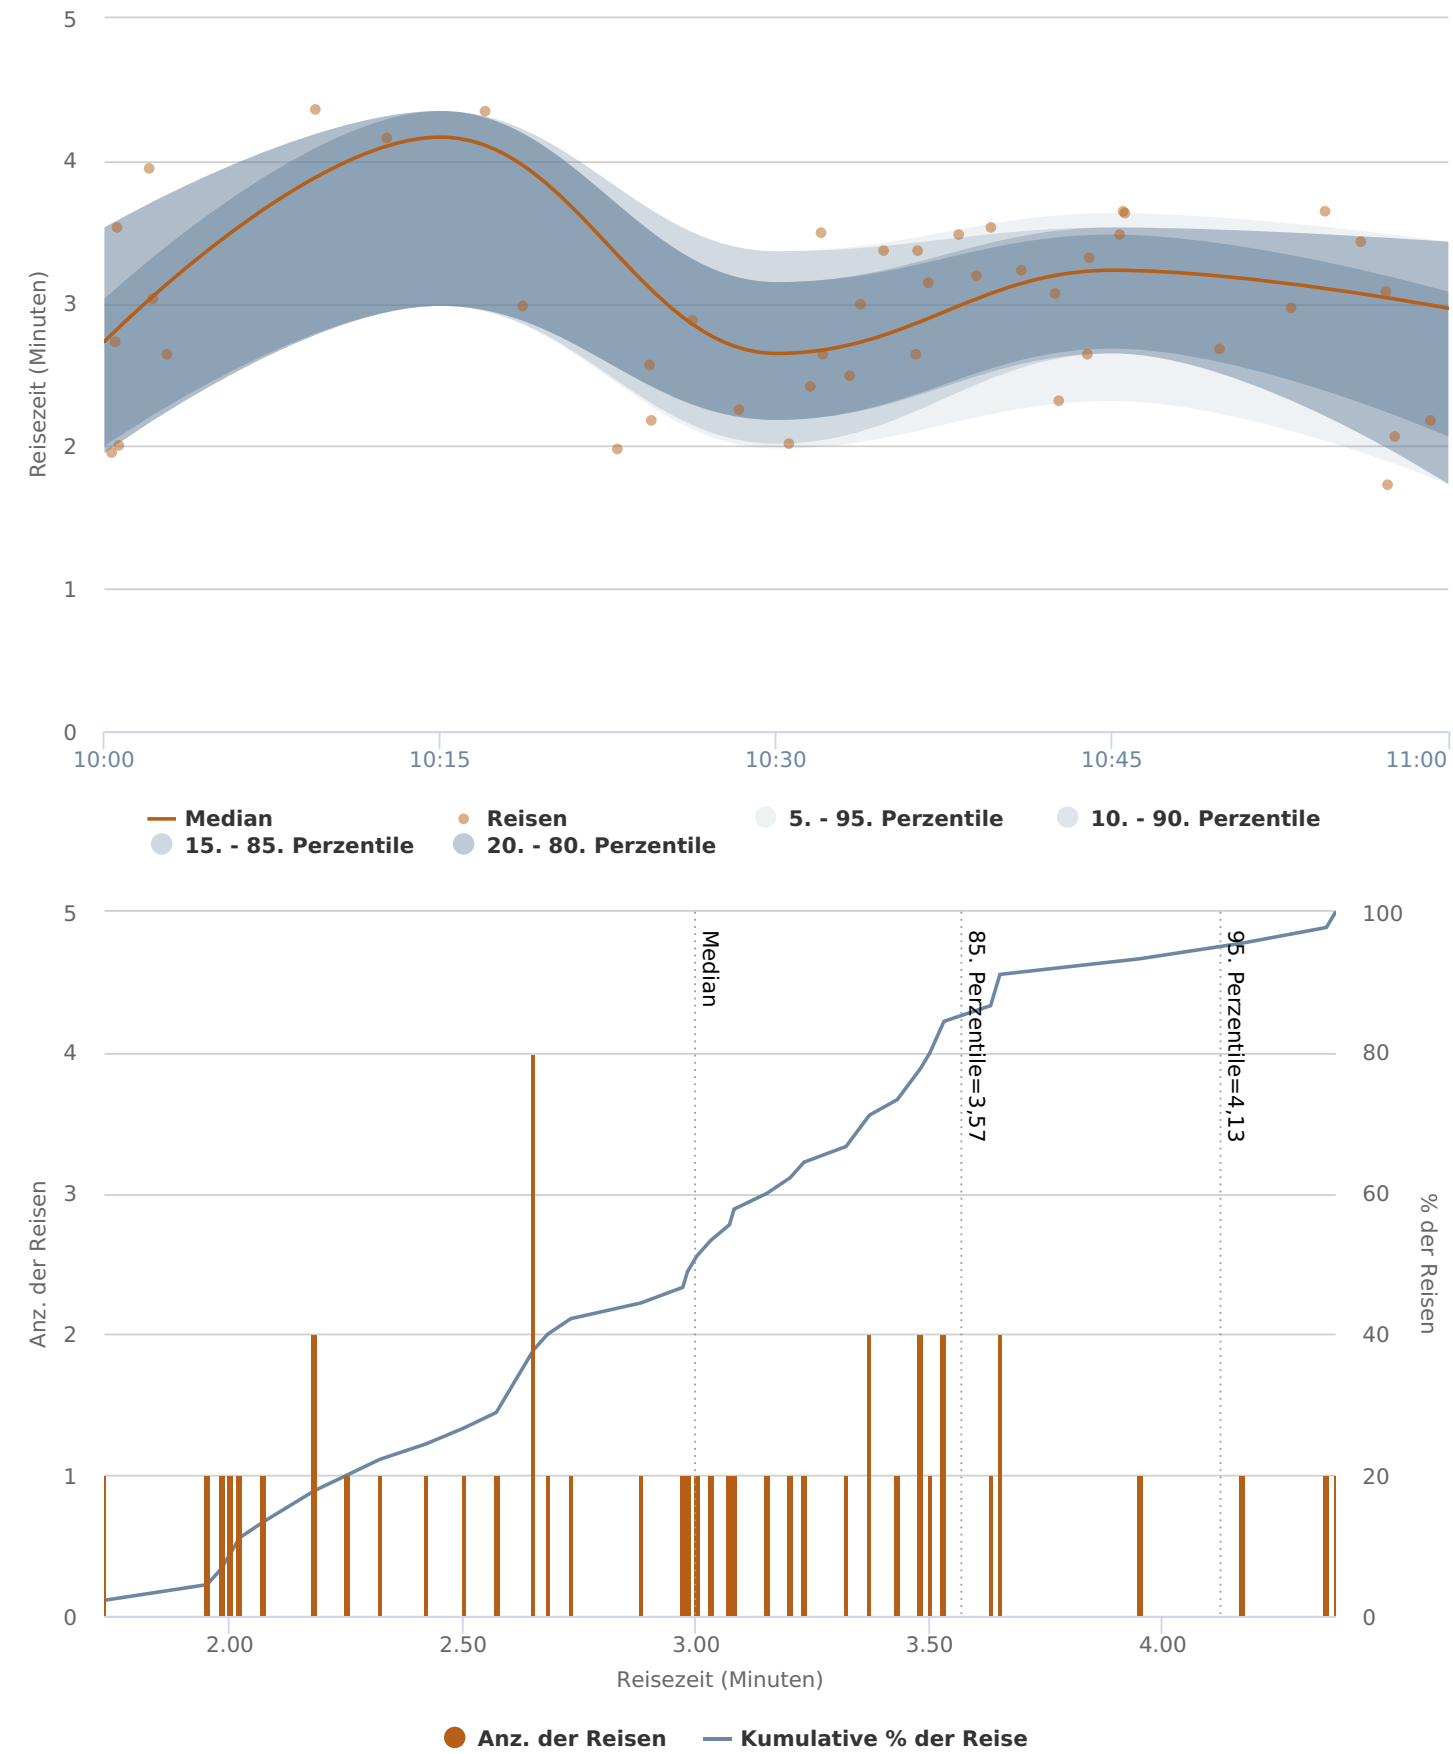 5
4
3
2
1
0
Reisezeit (Minuten)
10:00 10:15 10:30 10:45 11:00
Median Reisen 5. - 95. Perzentile 10. - 90. Perzentile
15. - 85. Perzentile 20. - 80. Perzentile
5 100
4 80
3 60
2 40
1 20
0 0
Anz. der Reisen
% der Reisen
Median
85. Perzentile=3,57
95. Perzentile=4,13
2.00 2.50 3.00 3.50 4.00
Reisezeit (Minuten)
Anz. der Reisen Kumulative % der Reise